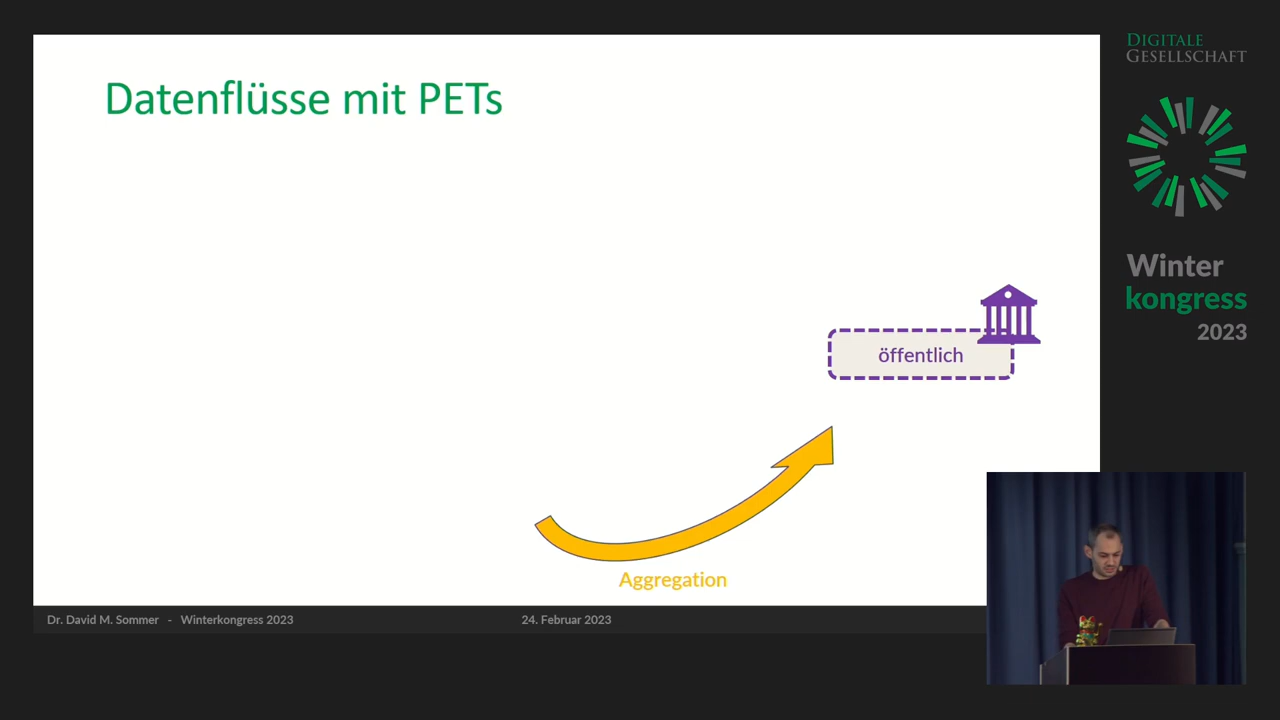 Datenflüsse mit PETs
öffentlich
Aggregation
Dr. David M. Sommer - Winterkongress 2023
24. Februar 2023
DIGITALE
GESELLSCHAFT
Winter
kongress
2023